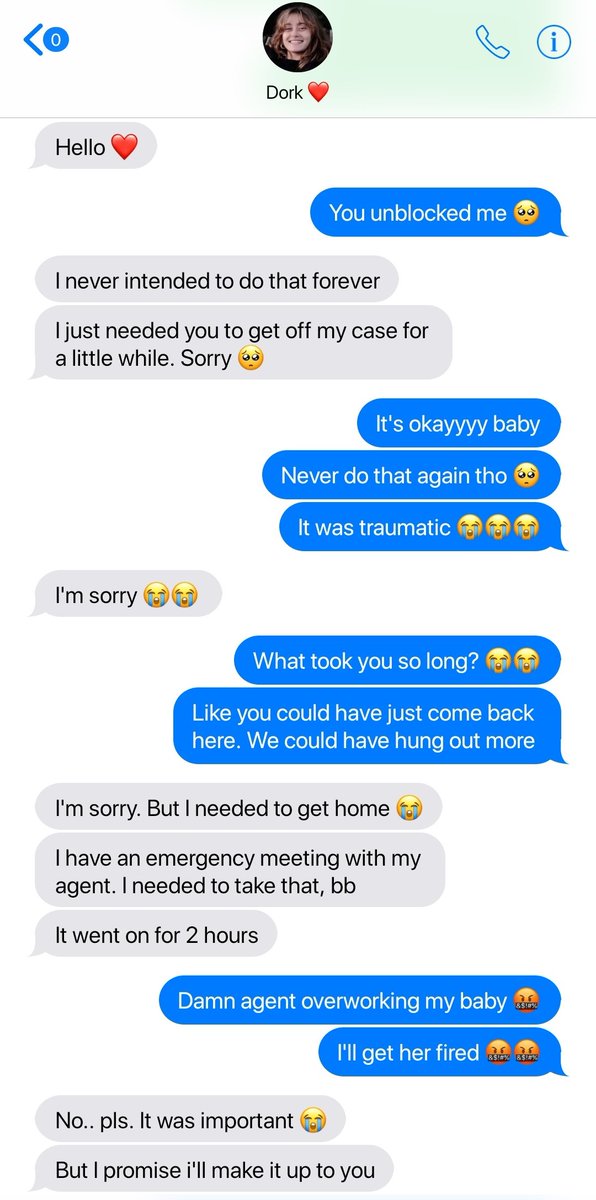 0
Dork ❤️
Hello ❤️
You unblocked me 🥺
I never intended to do that forever
I just needed you to get off my case for
a little while. Sorry 🥺
It's okayyyy baby
Never do that again tho 🥺
It was traumatic 😭😭😭
I'm sorry 😭😭
What took you so long? 😭😭
Like you could have just come back
here. We could have hung out more
I'm sorry. But I needed to get home 😭
I have an emergency meeting with my
agent. I needed to take that, bb
It went on for 2 hours
Damn agent overworking my baby 🤬
I'll get her fired 🤬🤬
No.. pls. It was important 😭
But I promise i'll make it up to you